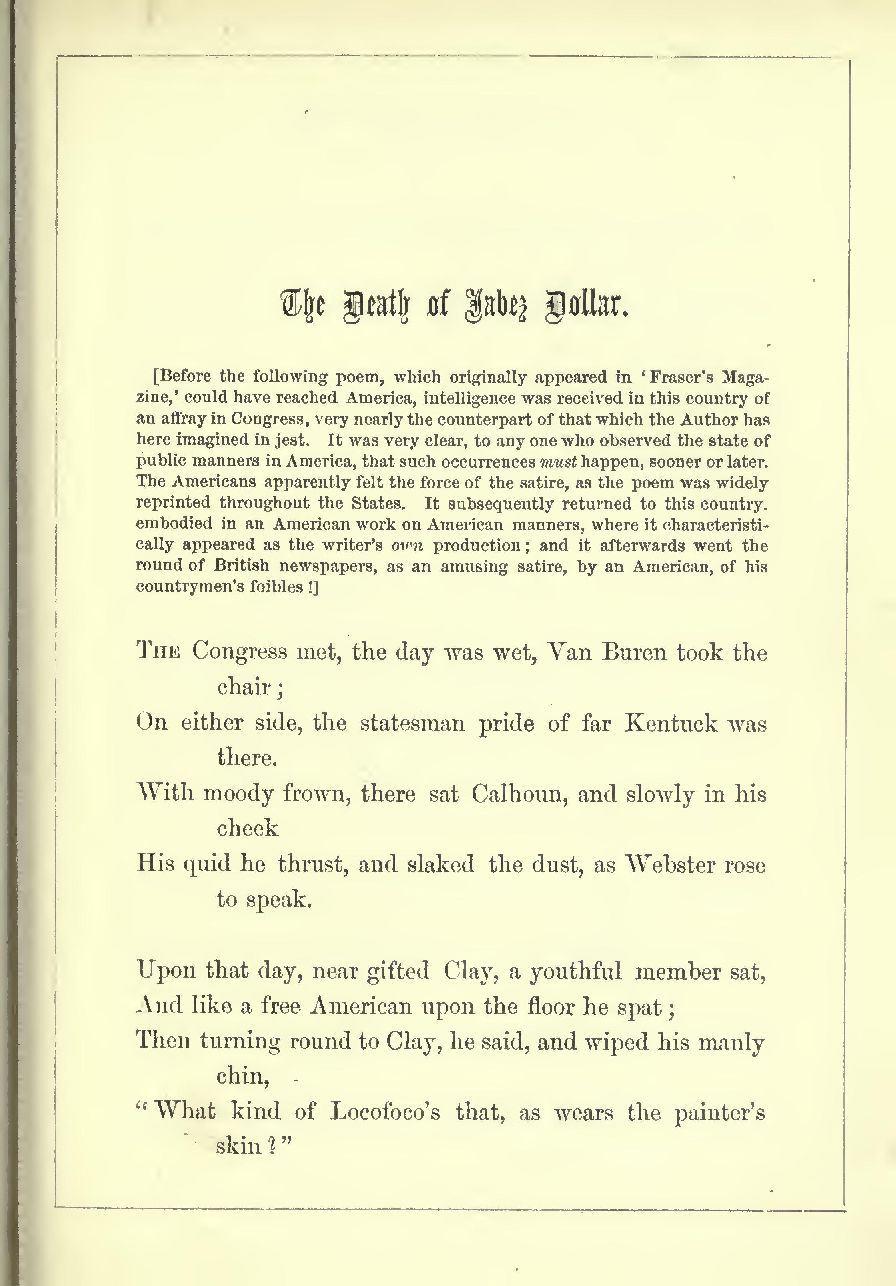 The Death of Jabez Dollar.
[Before the following poem, which originally appeared in ‘Fraser's Maga-
zine,’ could have reached America, intelligence was received in this country of
an affray in Congress, very nearly the counterpart of that which the Author has
here imagined in jest. It was very clear, to any one who observed the state of
public manners in America, that such occurrences must happen, sooner or later.
The Americans apparently felt the force of the satire, as the poem was widely
reprinted throughout the States. It subsequently returned to this country.
embodied in an American work on American manners, where it characteristi-
cally appeared as the writer's own production; and it afterwards went the
round of British newspapers, as an amusing satire, by an American, of his
countrymen's foibles!]
THE Congress met, the day was wet, Van Buren took the
chair;
On either side, the statesman pride of far Kentuck was
there.
With moody frown, there sat Calhoun, and slowly in his
cheek
His quid he thrust, and slaked the dust, as Webster rose
to speak.
Upon that day, near gifted Clay, a youthful member sat,
And like a free American upon the floor he spat;
Then turning round to Clay, he said, and wiped his manly
chin,
“What kind of Locofoco's that, as wears the painter's
skin?”